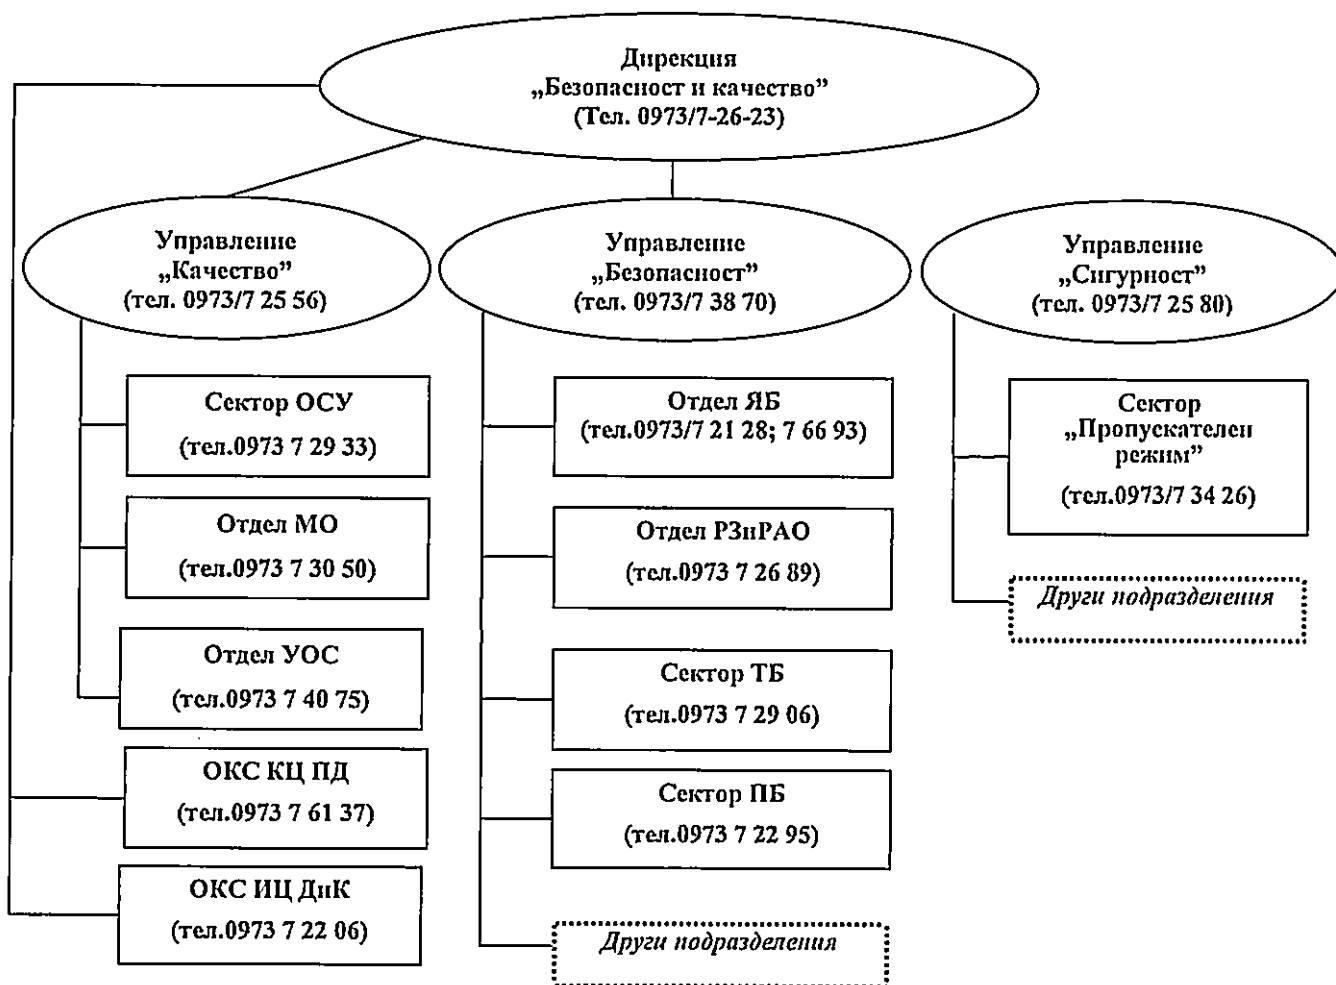 Дирекция
„Безопасност и качество”
(Тел. 0973/7-26-23)
Управление
„Качество”
(тел. 0973/7 25 56)
Управление
„Безопасност”
(тел. 0973/7 38 70)
Управление
„Сигурност”
(тел. 0973/7 25 80)
Сектор ОСУ
(тел.0973 7 29 33)
Отдел МО
(тел.0973 7 30 50)
Отдел УОС
(тел.0973 7 40 75)
ОКС КЦ ПД
(тел.0973 7 61 37)
ОКС ИЦ ДиК
(тел.0973 7 22 06)
Отдел ЯБ
(тел.0973/7 21 28; 7 66 93)
Отдел РЗиРАО
(тел.0973 7 26 89)
Сектор ТБ
(тел.0973 7 29 06)
Сектор ПБ
(тел.0973 7 22 95)
Други подразделения
Сектор
„Пропускателен
режим”
(тел.0973/7 34 26)
Други подразделения